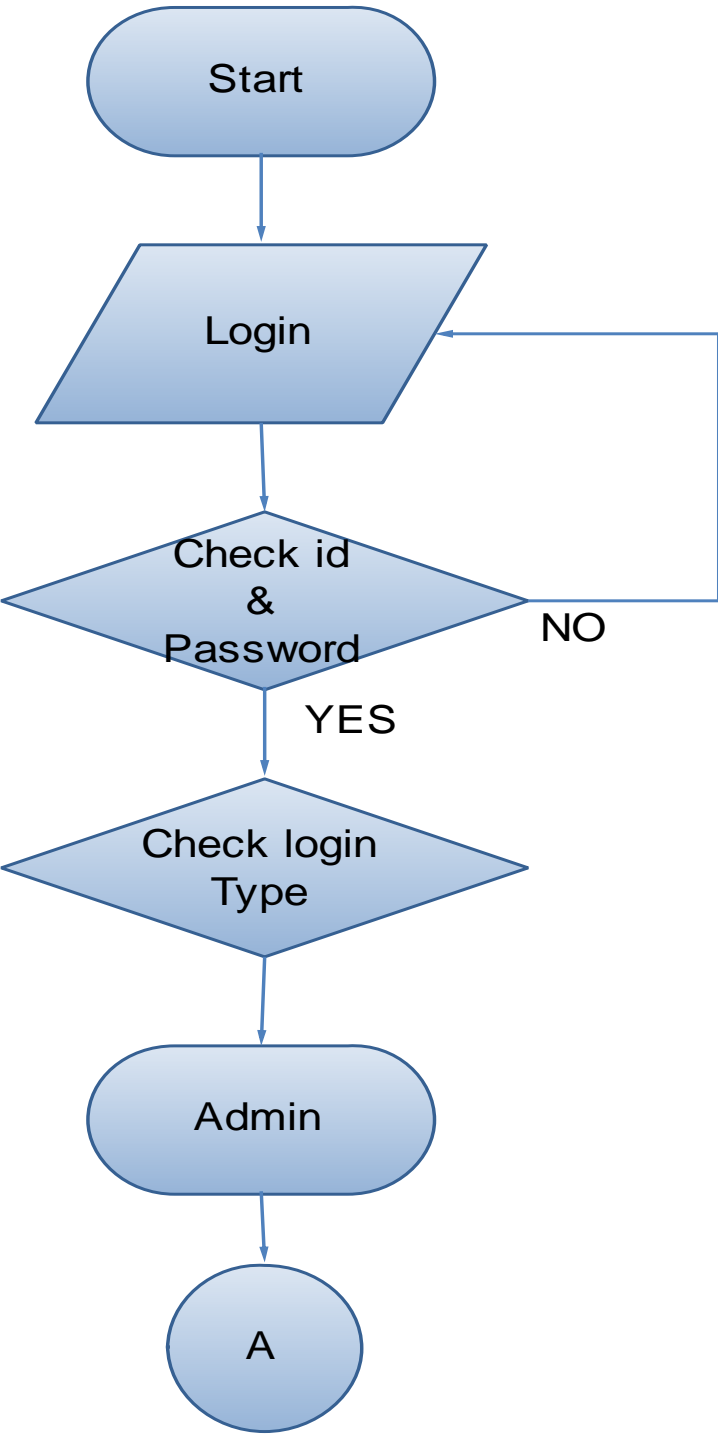 Start
Login
Check id
&
Password
NO
YES
Check login
Type
Admin
A